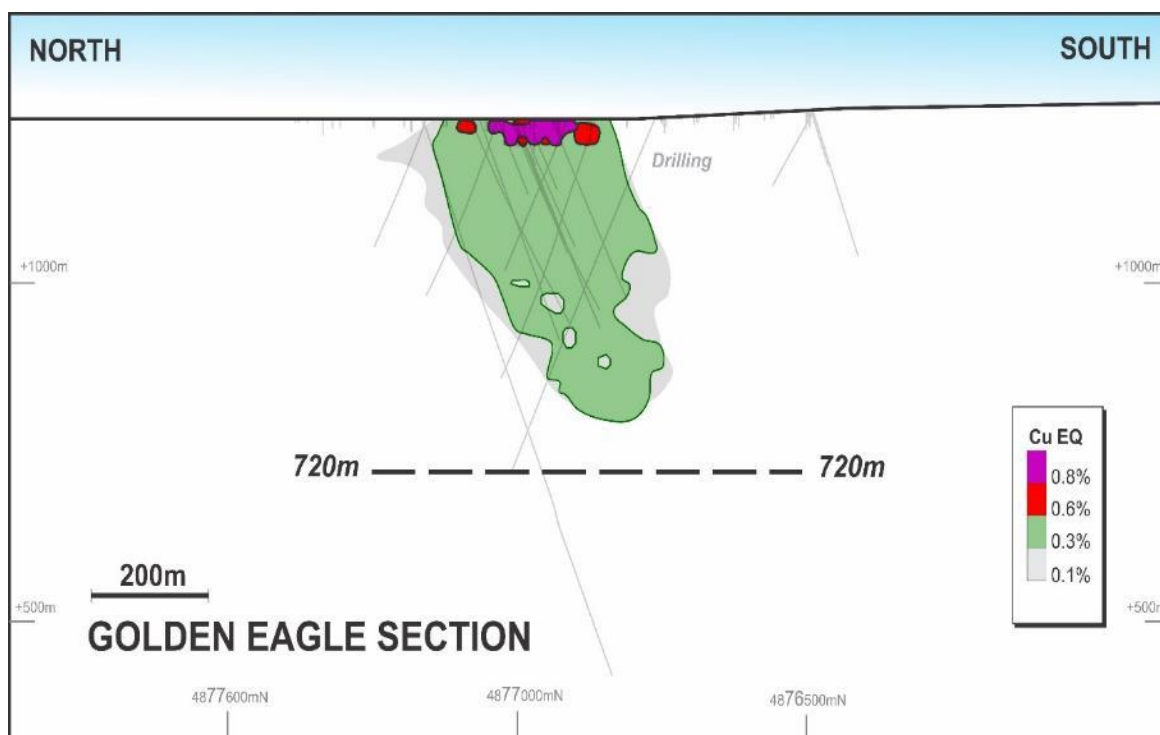 NORTH
SOUTH
Drilling
+1000m
+1000m
720m
720m
Cu EQ
0.8%
0.6%
0.3%
0.1%
200m
+500m
+500m
GOLDEN EAGLE SECTION
4877600mN
4877000mN
4876500mN